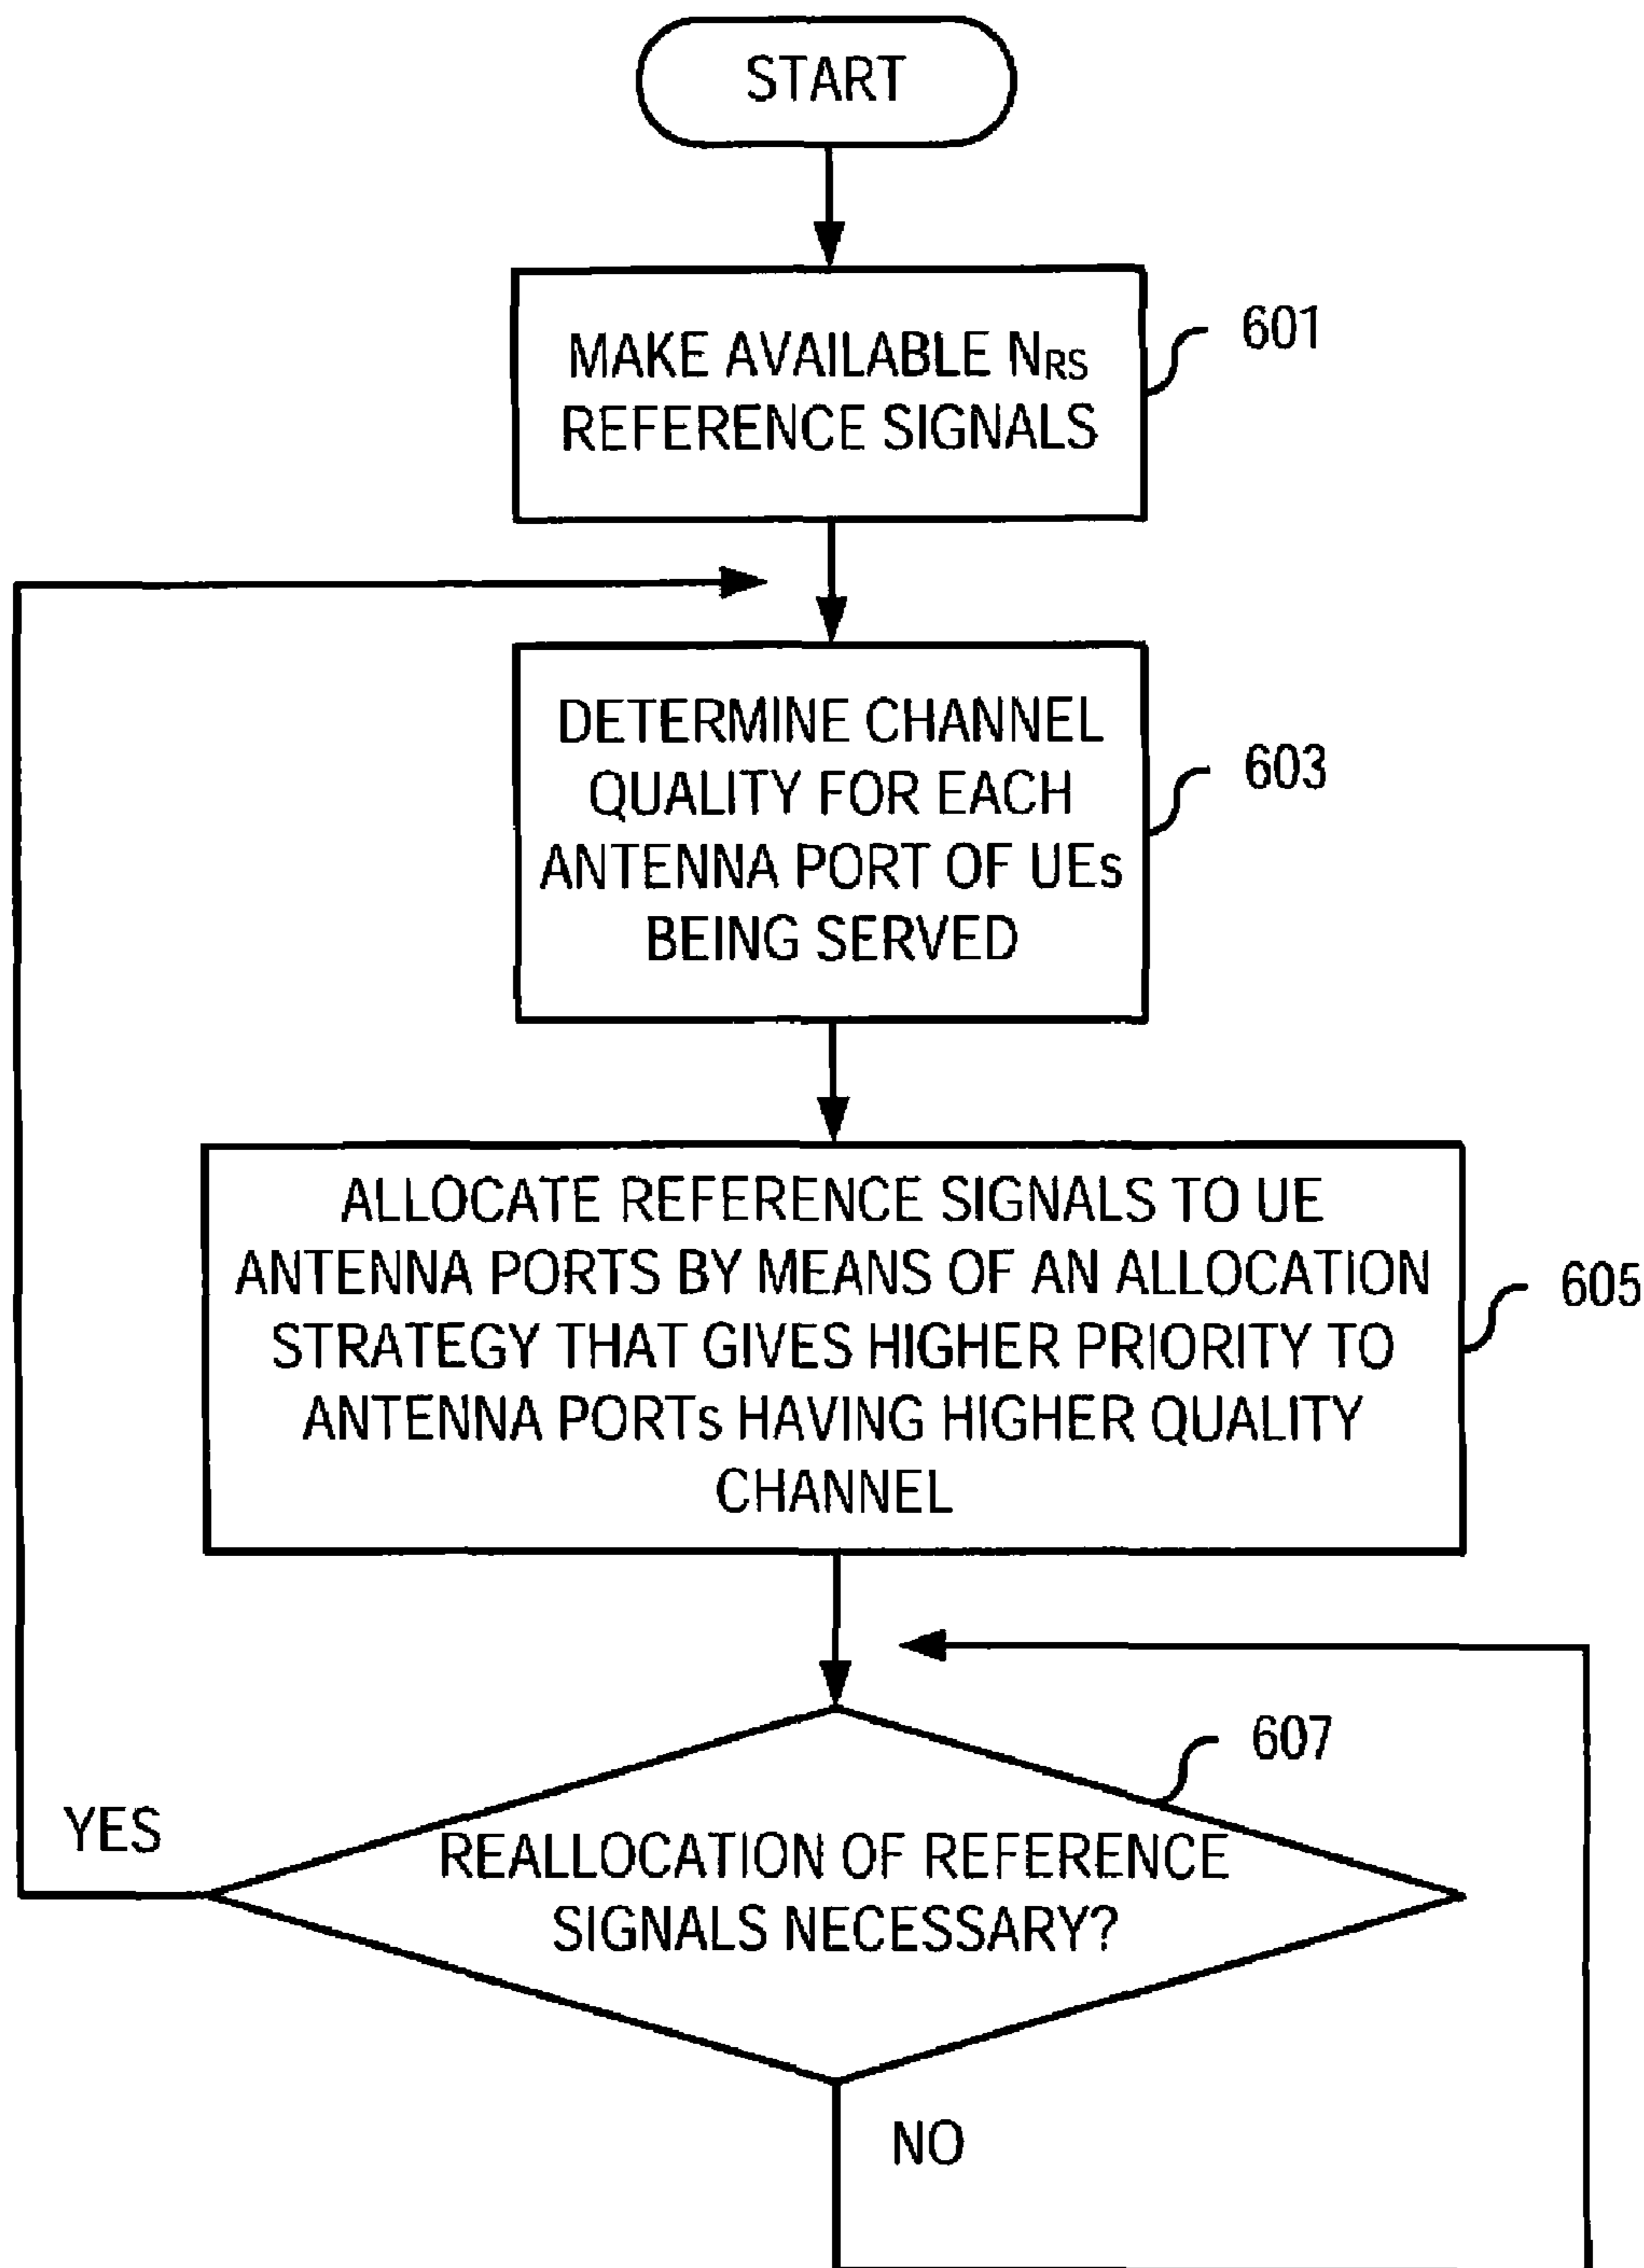 START
MAKE AVAILABLE NRS
REFERENCE SIGNALS
601
DETERMINE CHANNEL
QUALITY FOR EACH
ANTENNA PORT OF UEs
BEING SERVED
603
ALLOCATE REFERENCE SIGNALS TO UE
ANTENNA PORTS BY MEANS OF AN ALLOCATION
STRATEGY THAT GIVES HIGHER PRIORITY TO
ANTENNA PORTs HAVING HIGHER QUALITY
CHANNEL
605
607
YES
REALLOCATION OF REFERENCE
SIGNALS NECESSARY?
NO